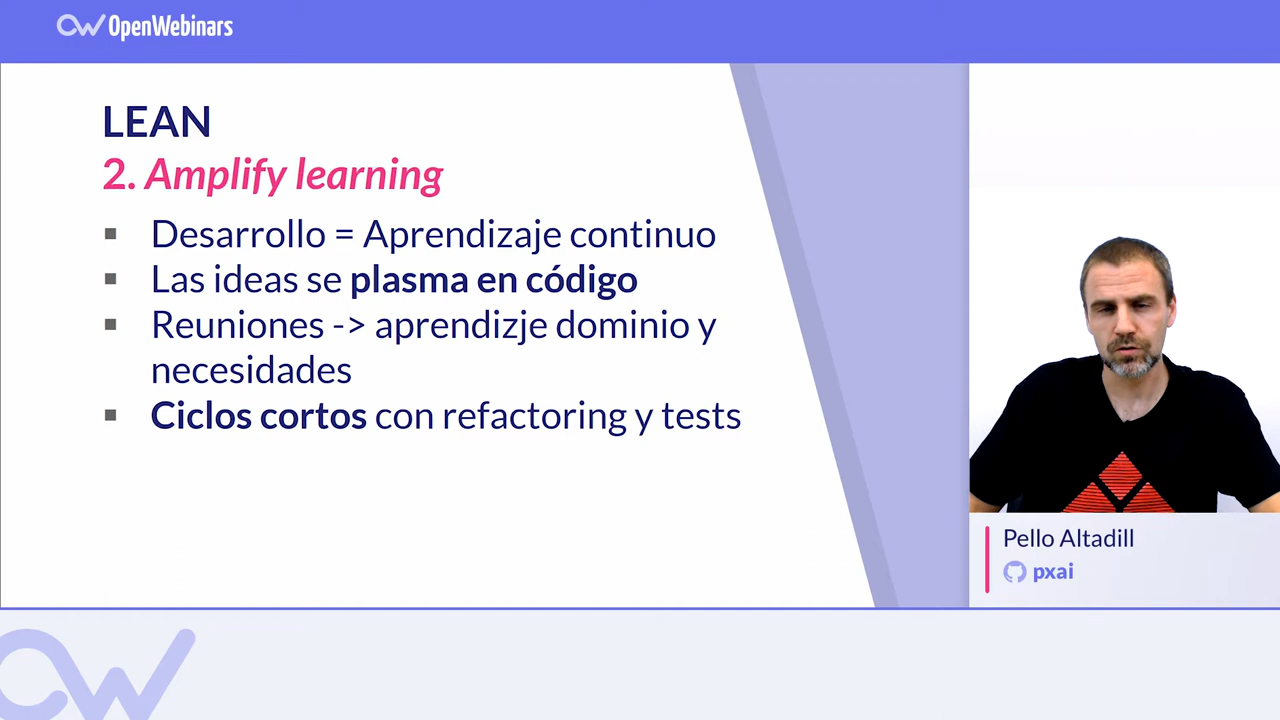 OpenWebinars
LEAN
2. Amplify learning
▪ Desarrollo = Aprendizaje continuo
▪ Las ideas se plasma en código
▪ Reuniones -> aprendizje dominio y
necesidades
▪ Ciclos cortos con refactoring y tests
Pello Altadill
pxai